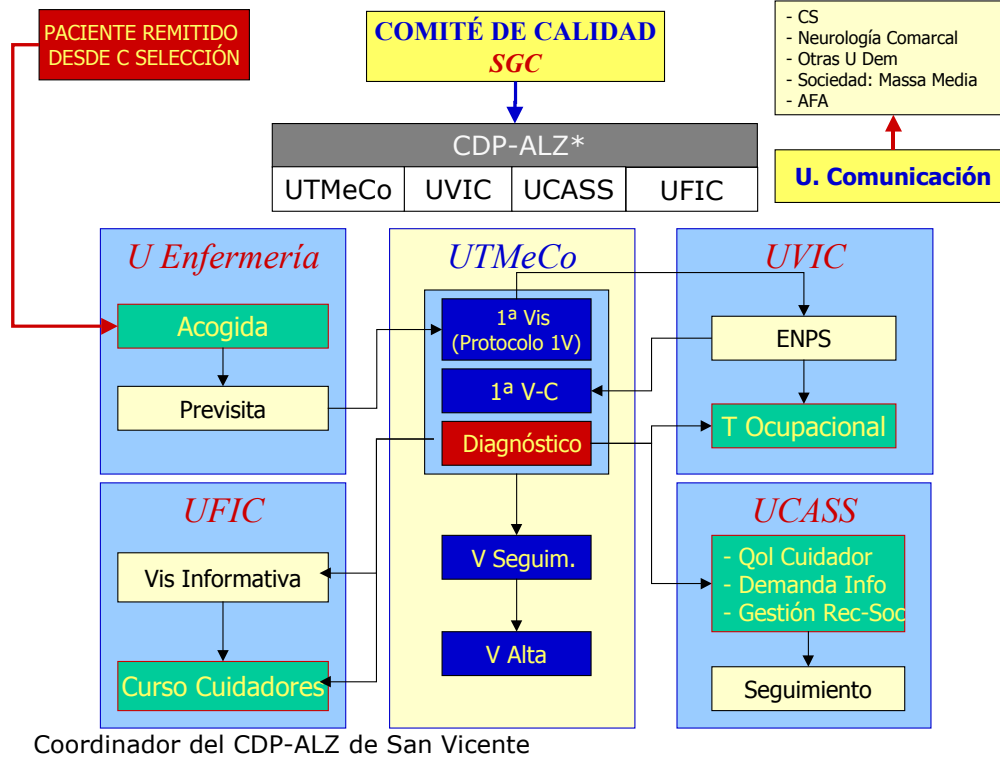 PACIENTE REMITIDO
DESDE C SELECCIÓN
COMITÉ DE CALIDAD
SGC
- CS
- Neurología Comarcal
- Otras U Dem
- Sociedad: Massa Media
- AFA
U. Comunicación
CDP-ALZ*
UTMeCo
UVIC
UCASS
UFIC
U Enfermería
Acogida
Previsita
UTMeCo
1ª Vis
(Protocolo 1V)
1ª V-C
Diagnóstico
V Seguim.
V Alta
UVIC
ENPS
T Ocupacional
UFIC
Vis Informativa
Curso Cuidadores
UCASS
- Qol Cuidador
- Demanda Info
- Gestión Rec-Soc
Seguimiento
Coordinador del CDP-ALZ de San Vicente